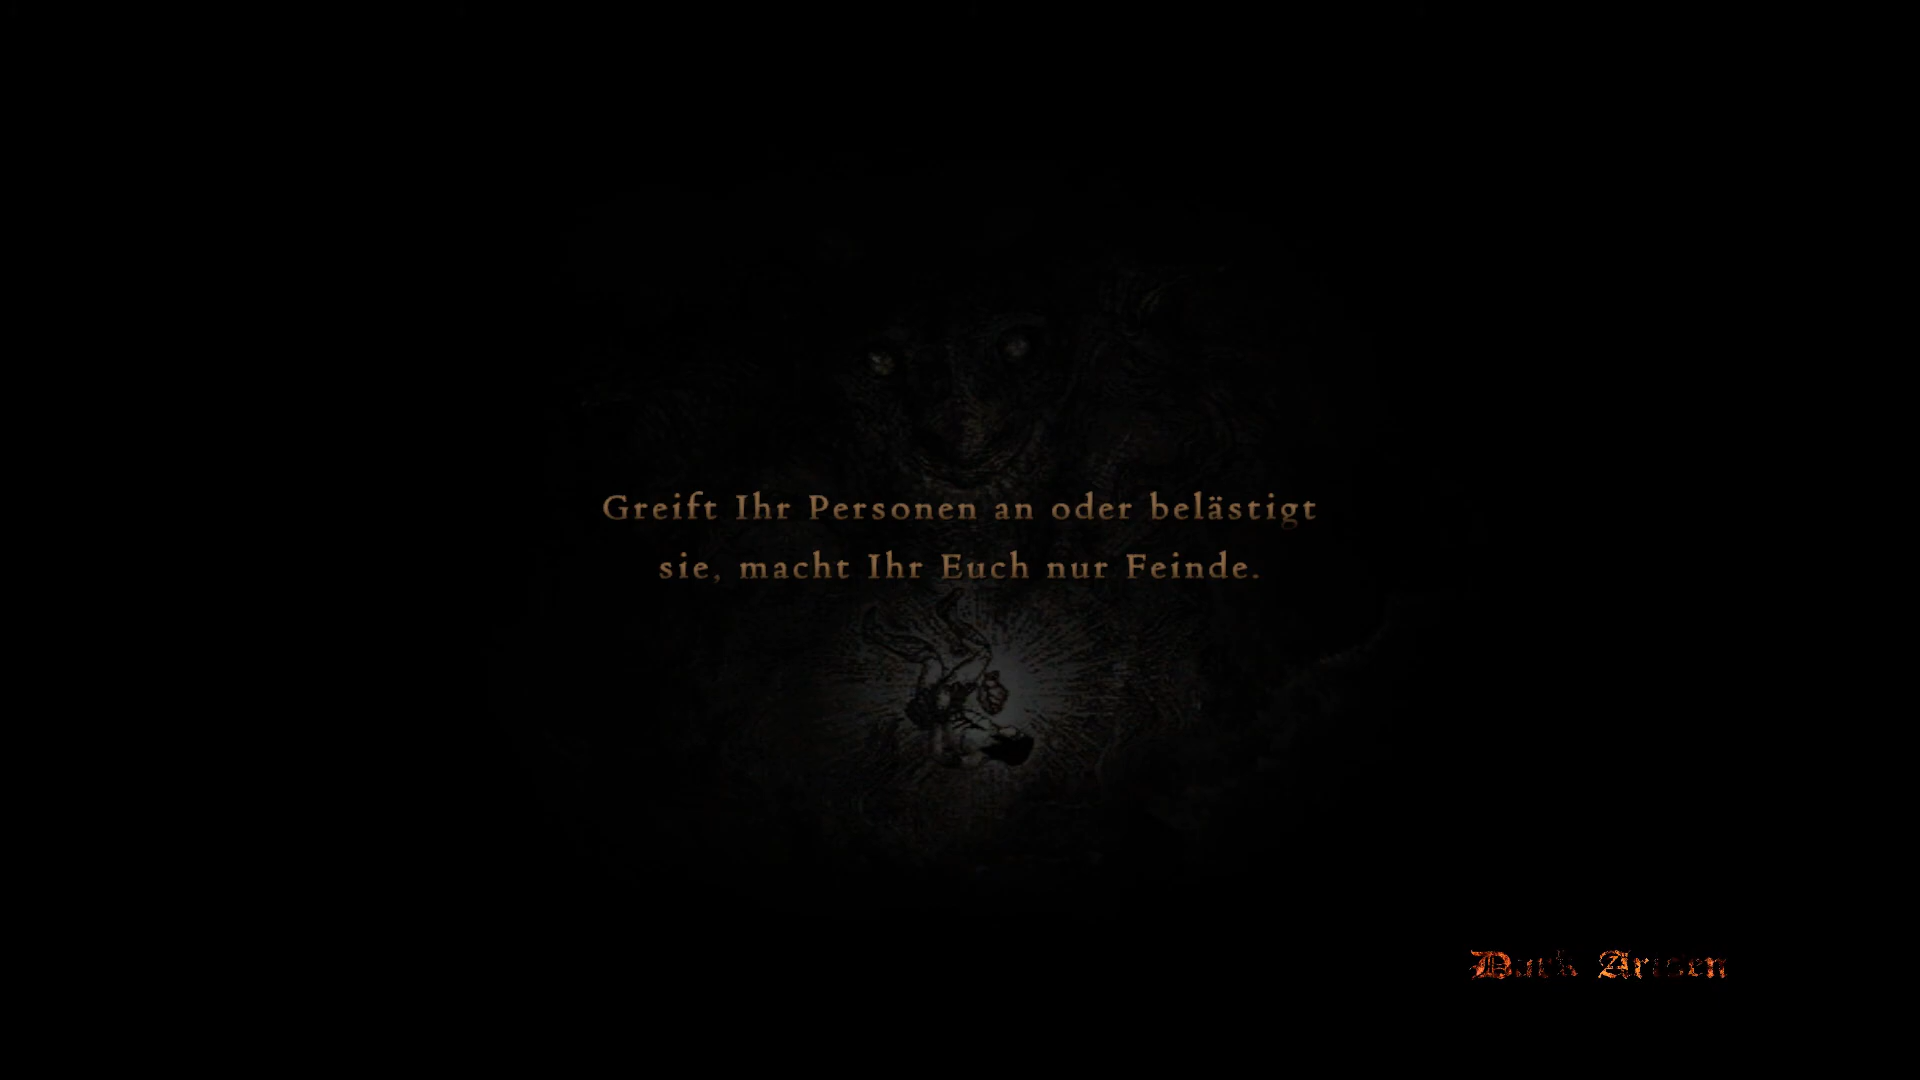 Greift Ihr Personen an oder belästigt
sie, macht Ihr Euch nur Feinde.
Dark Arisen